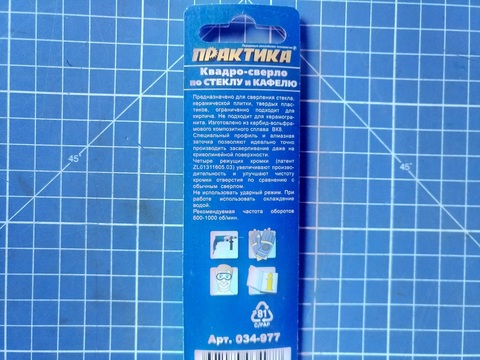 ПРАКТИКА
Квадро-сверло
по СТЕКЛУ и КАФЕЛЮ
Предназначено для сверления стекла,
керамической плитки, твердых плас-
тиков, ограниченно подходит для
кирпича. Не подходит для керамогра-
нита. Изготовлено из карбид-вольфра-
мового композитного сплава ВК8.
Специальный профиль и алмазная
заточка позволяют идеально точно
производить засверливание даже на
криволинейной поверхности.
Четыре режущих кромки (патент
ZL01311605.03) увеличивают произво-
дительность и улучшают чистоту
кромки отверстия по сравнению с
обычным сверлом.
Не использовать ударный режим. При
работе использовать охлаждение
водой.
Рекомендуемая частота оборотов
600-1000 об/мин.
81
C/PAP
Арт. 034-977
45°
45°